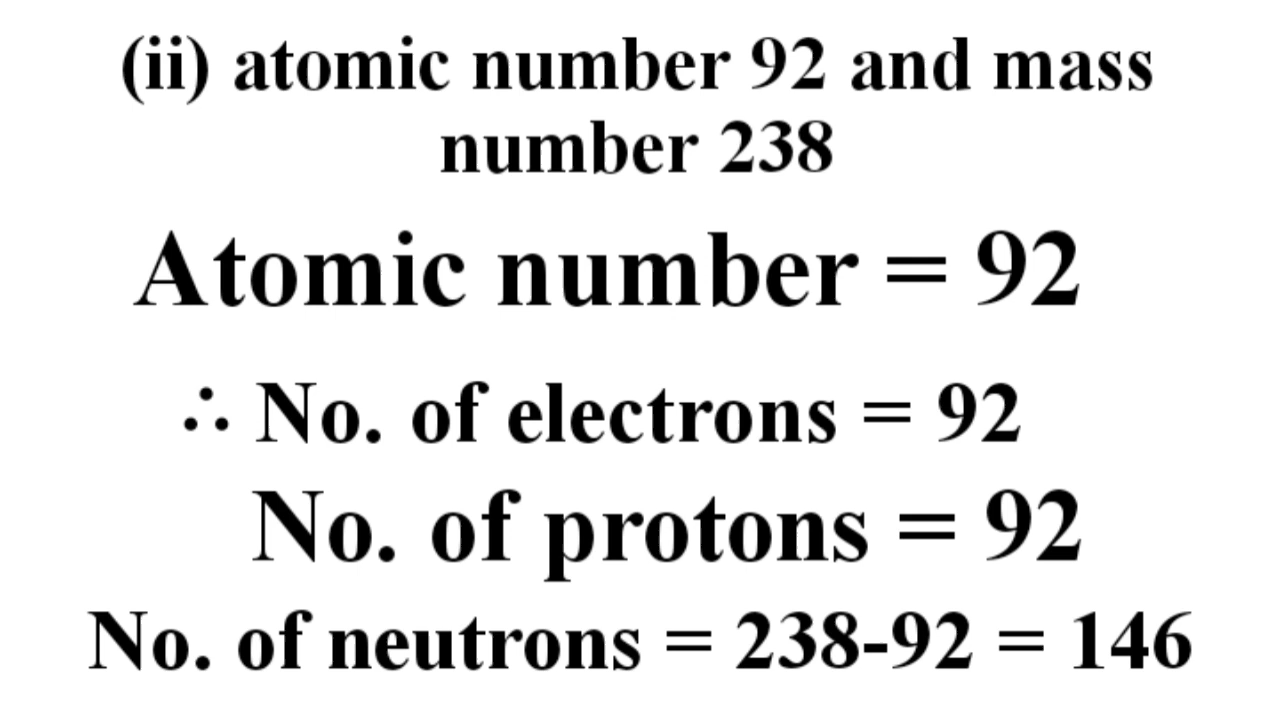 (ii) atomic number 92 and mass
number 238
Atomic number = 92
∴ No. of electrons = 92
No. of protons = 92
No. of neutrons = 238-92 = 146